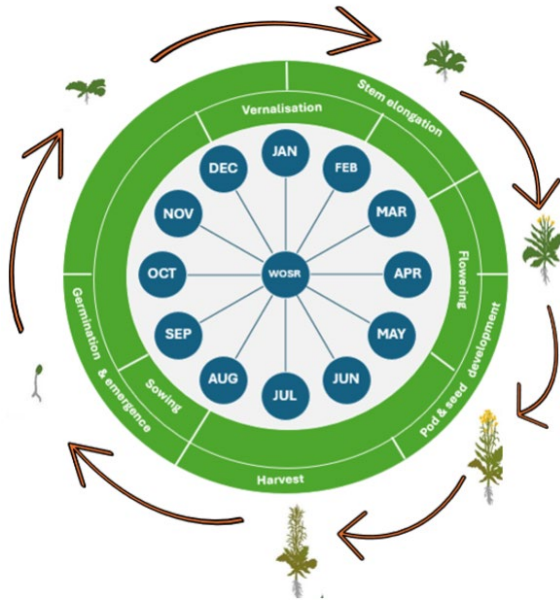 Vernalisation
Stem elongation
Flowering
Pod & seed development
Harvest
Sowing
Germination & emergence
JAN
FEB
MAR
APR
MAY
JUN
JUL
AUG
SEP
OCT
NOV
DEC
WOSR